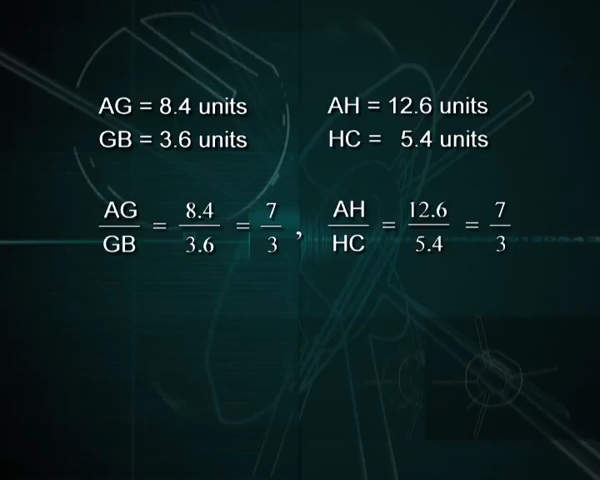 AG = 8.4 units AH = 12.6 units
GB = 3.6 units HC = 5.4 units
AG/GB = 8.4/3.6 = 7/3 , AH/HC = 12.6/5.4 = 7/3